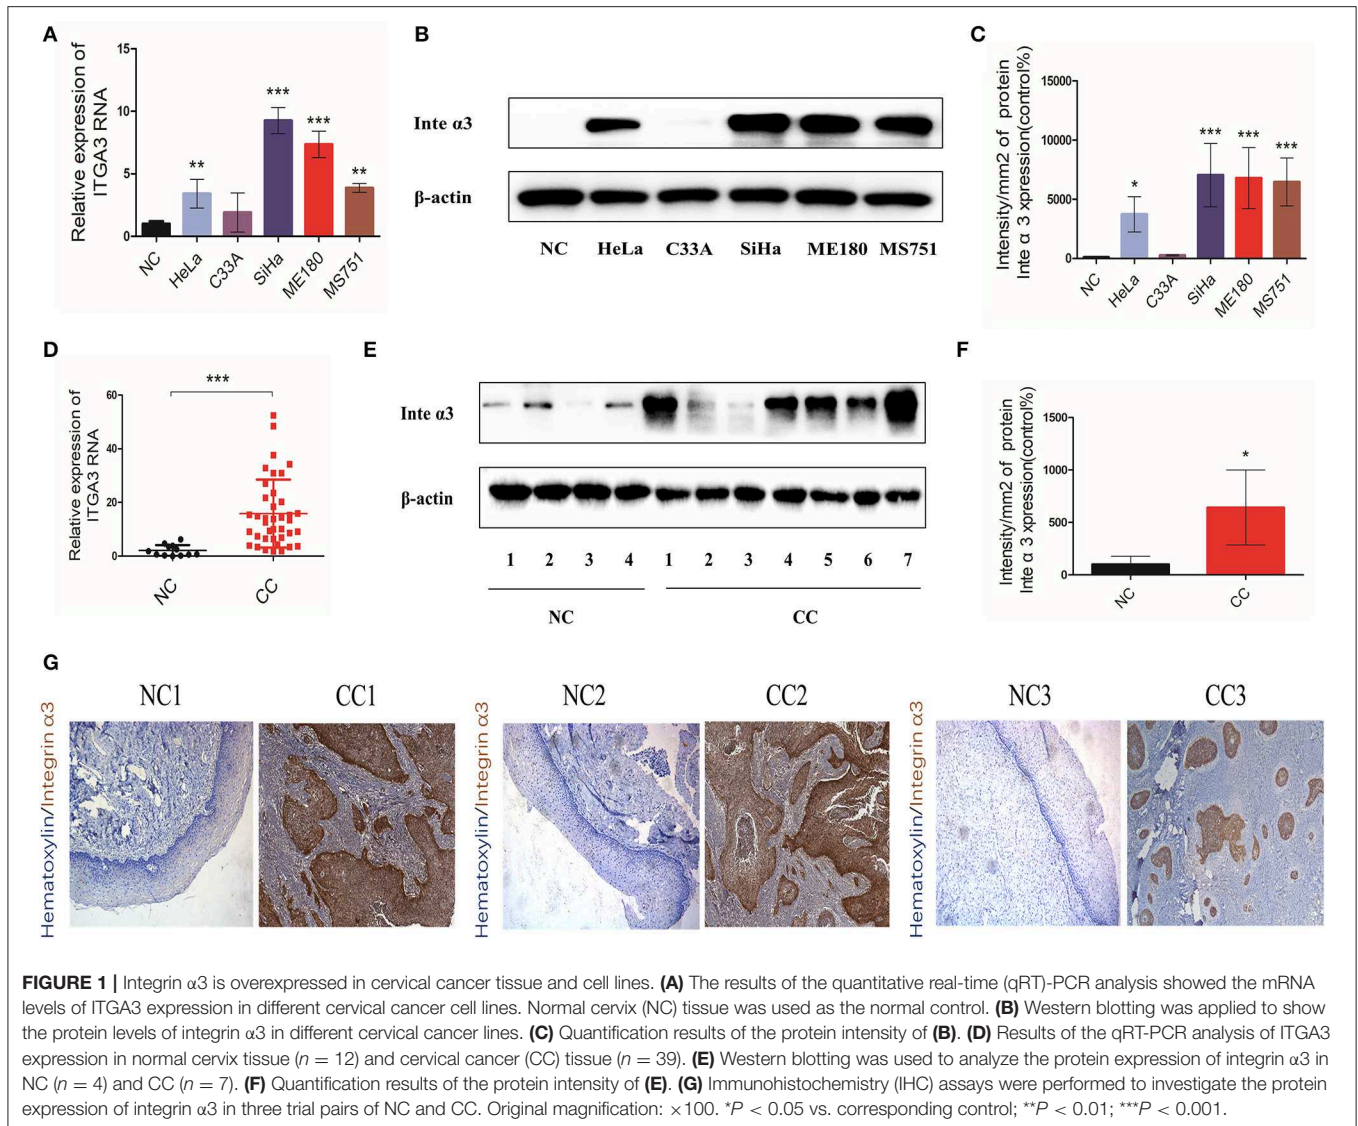 A
Relative expression of
ITGA3 RNA
15
10
5
0
**
***
***
**
NC
HeLa
C33A
SiHa
ME180
MS751
B
Inte α3
β-actin
NC HeLa C33A SiHa ME180 MS751
C
Intensity/mm2 of protein
Inte α 3 xpression(control%)
15000
10000
5000
0
*
***
***
***
NC
HeLa
C33A
SiHa
ME180
MS751
D
Relative expression of
ITGA3 RNA
60
40
20
0
***
NC
CC
E
Inte α3
β-actin
1 2 3 4 1 2 3 4 5 6 7
NC CC
F
Intensity/mm2 of protein
Inte α 3 xpression(control%)
1500
1000
500
0
*
NC
CC
G
NC1 CC1 NC2 CC2 NC3 CC3
Hematoxylin/Integrin α3
Hematoxylin/Integrin α3
Hematoxylin/Integrin α3
FIGURE 1 | Integrin α3 is overexpressed in cervical cancer tissue and cell lines. (A) The results of the quantitative real-time (qRT)-PCR analysis showed the mRNA
levels of ITGA3 expression in different cervical cancer cell lines. Normal cervix (NC) tissue was used as the normal control. (B) Western blotting was applied to show
the protein levels of integrin α3 in different cervical cancer lines. (C) Quantification results of the protein intensity of (B). (D) Results of the qRT-PCR analysis of ITGA3
expression in normal cervix tissue (n = 12) and cervical cancer (CC) tissue (n = 39). (E) Western blotting was used to analyze the protein expression of integrin α3 in
NC (n = 4) and CC (n = 7). (F) Quantification results of the protein intensity of (E). (G) Immunohistochemistry (IHC) assays were performed to investigate the protein
expression of integrin α3 in three trial pairs of NC and CC. Original magnification: ×100. *P < 0.05 vs. corresponding control; **P < 0.01; ***P < 0.001.